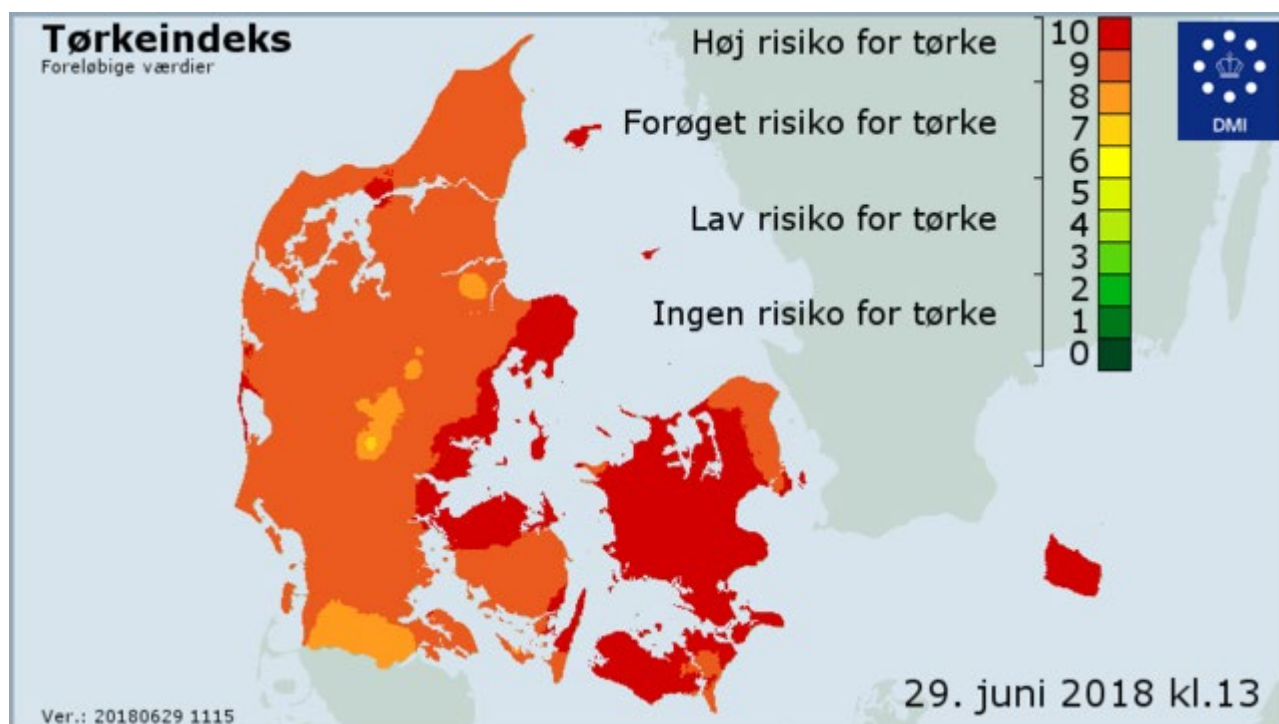 Tørkeindeks
Foreløbige værdier
Høj risiko for tørke
Forøget risiko for tørke
Lav risiko for tørke
Ingen risiko for tørke
10
9
8
7
6
5
4
3
2
1
0
DMI
29. juni 2018 kl.13
Ver.: 20180629 1115